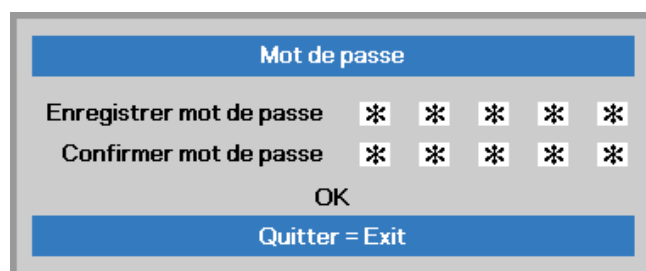 Mot de passe
Enregistrer mot de passe * * * * *
Confirmer mot de passe * * * * *
OK
Quitter = Exit